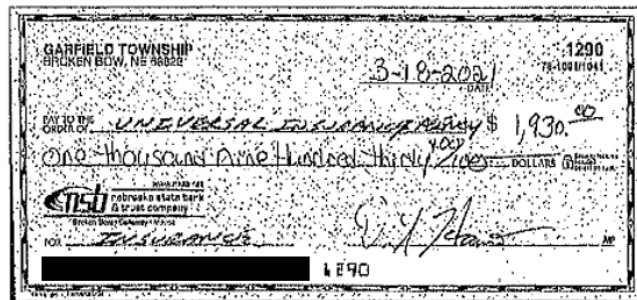 GARFIELD TOWNSHIP
BROKEN BOW, NE 68822
1290
3-18-2021
DATE
PAY TO THE
ORDER OF UNIVERSAL INSURANCE AGENCY $ 1,930.00
One thousand nine Hundred thirty xx/100 DOLLARS
nsb nebraska state bank
& trust company
FOR INSURANCE
1290